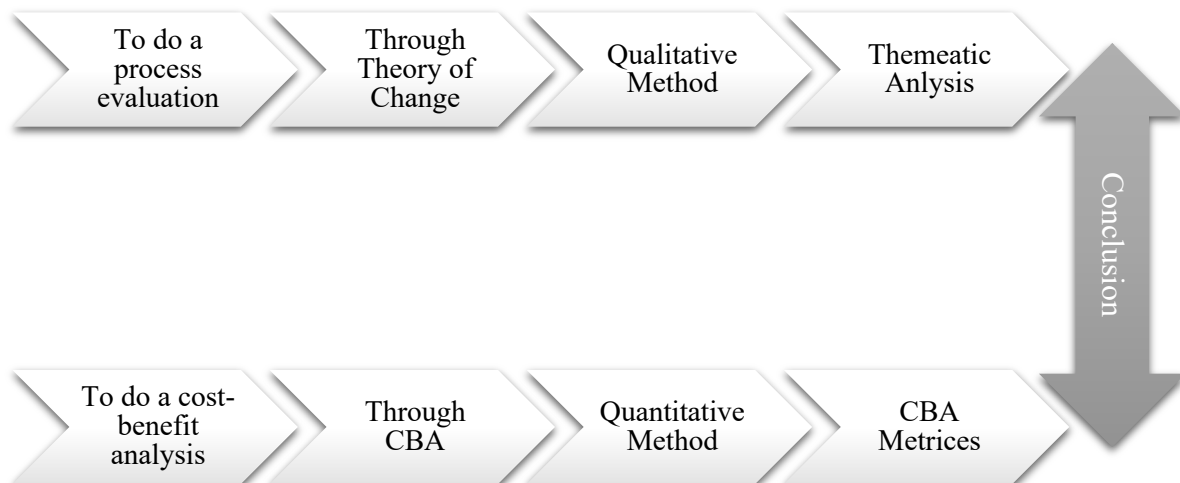 To do a
process
evaluation
Through
Theory of
Change
Qualitative
Method
Themeatic
Anlysis
Conclusion
To do a cost-
benefit
analysis
Through
CBA
Quantitative
Method
CBA
Metrices